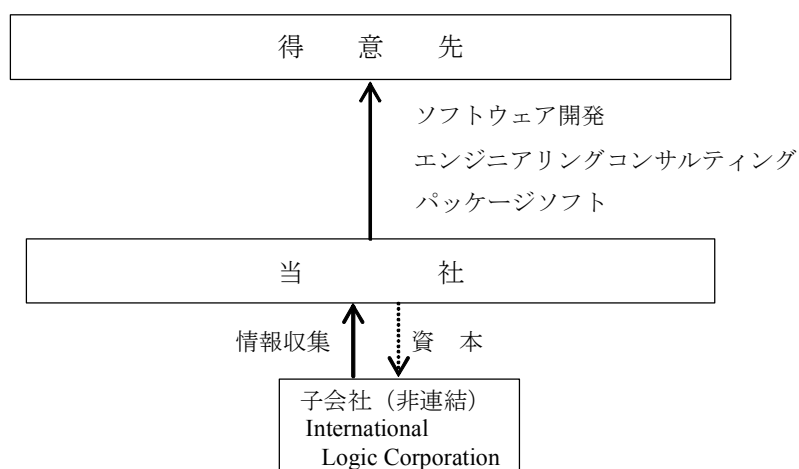 得意先
ソフトウェア開発
エンジニアリングコンサルティング
パッケージソフト
当社
情報収集 資本
子会社（非連結）
International
Logic Corporation